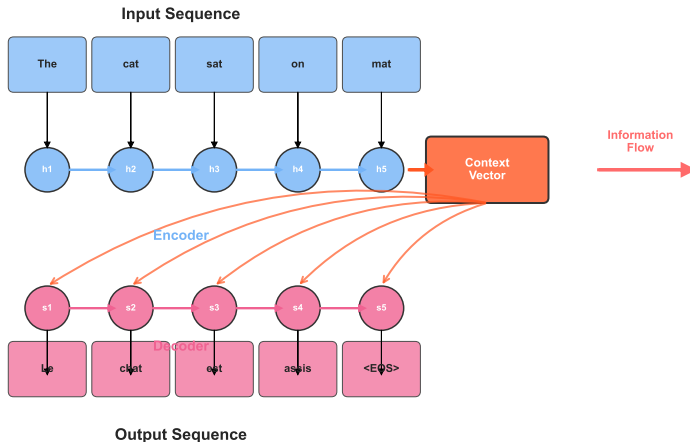 Input Sequence
The cat sat on mat
Information
Flow
h1 h2 h3 h4 h5
Context
Vector
Encoder
s1 s2 s3 s4 s5
Decoder
Le chat est assis <EOS>
Output Sequence